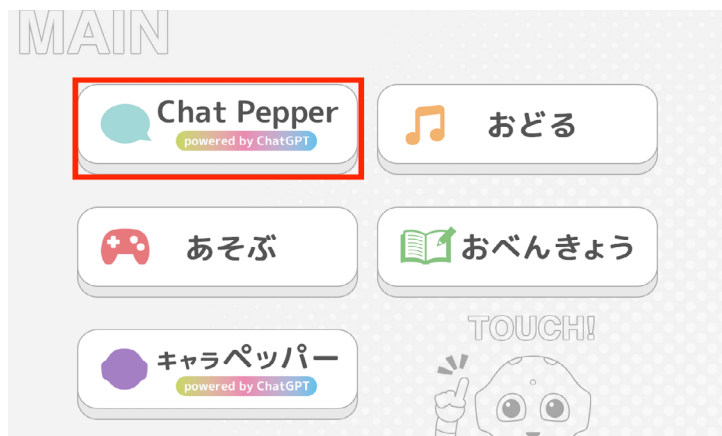 MAIN
Chat Pepper
powered by ChatGPT
おどる
あそぶ
おべんきょう
キャラペッパー
powered by ChatGPT
TOUCH!